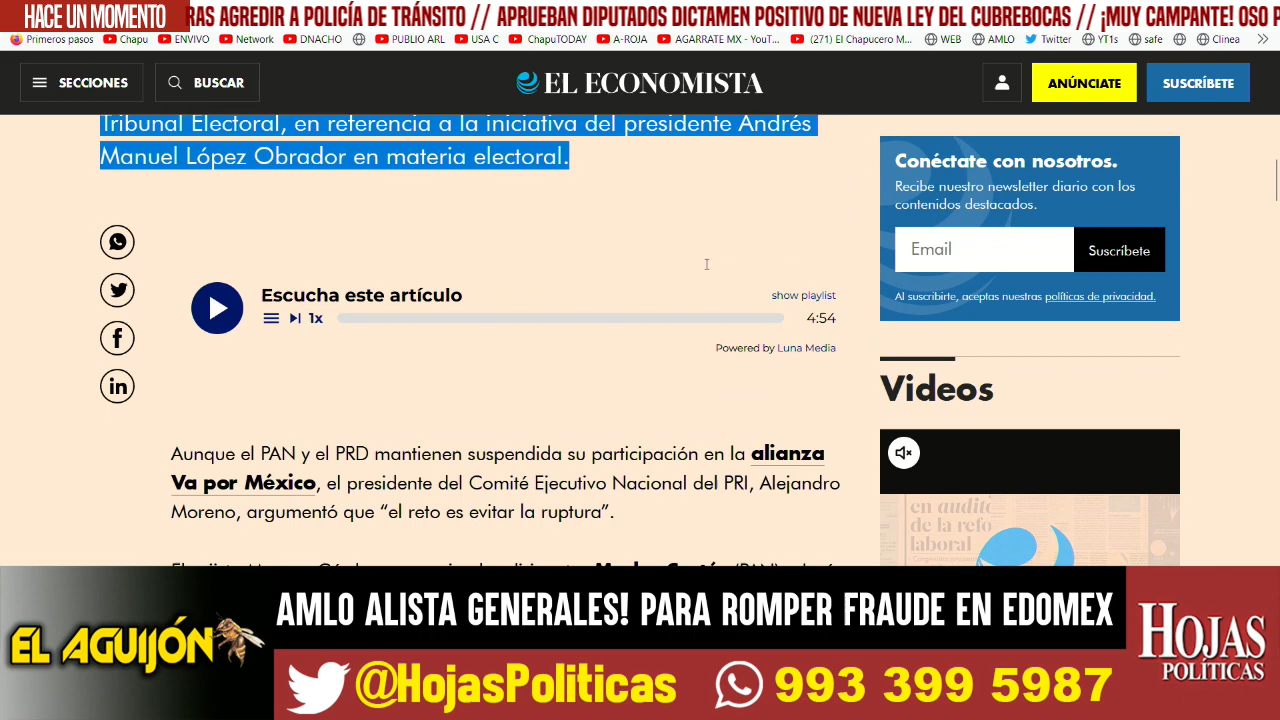 HACE UN MOMENTO
RAS AGREDIR A POLICÍA DE TRÁNSITO // APRUEBAN DIPUTADOS DICTAMEN POSITIVO DE NUEVA LEY DEL CUBREBOCAS // ¡MUY CAMPANTE! OSO P
Primeros pasos Chapu ENVIVO Network DNACHO PUBLIO ARL USA C ChapuTODAY A-ROJA AGARRATE MX - YouT... (271) El Chapucero M... WEB AMLO Twitter YT1s safe Clinea
SECCIONES BUSCAR EL ECONOMISTA ANÚNCIATE SUSCRÍBETE
Tribunal Electoral, en referencia a la iniciativa del presidente Andrés
Manuel López Obrador en materia electoral.
Escucha este artículo
show playlist
1x
4:54
Powered by Luna Media
Aunque el PAN y el PRD mantienen suspendida su participación en la alianza
Va por México, el presidente del Comité Ejecutivo Nacional del PRI, Alejandro
Moreno, argumentó que “el reto es evitar la ruptura”.
Conéctate con nosotros.
Recibe nuestro newsletter diario con los
contenidos destacados.
Email
Suscríbete
Al suscribirte, aceptas nuestras políticas de privacidad.
Videos
en audito
de la refo
laboral
EL AGUIJÓN
AMLO ALISTA GENERALES! PARA ROMPER FRAUDE EN EDOMEX
@HojasPoliticas
993 399 5987
HOJAS
POLÍTICAS